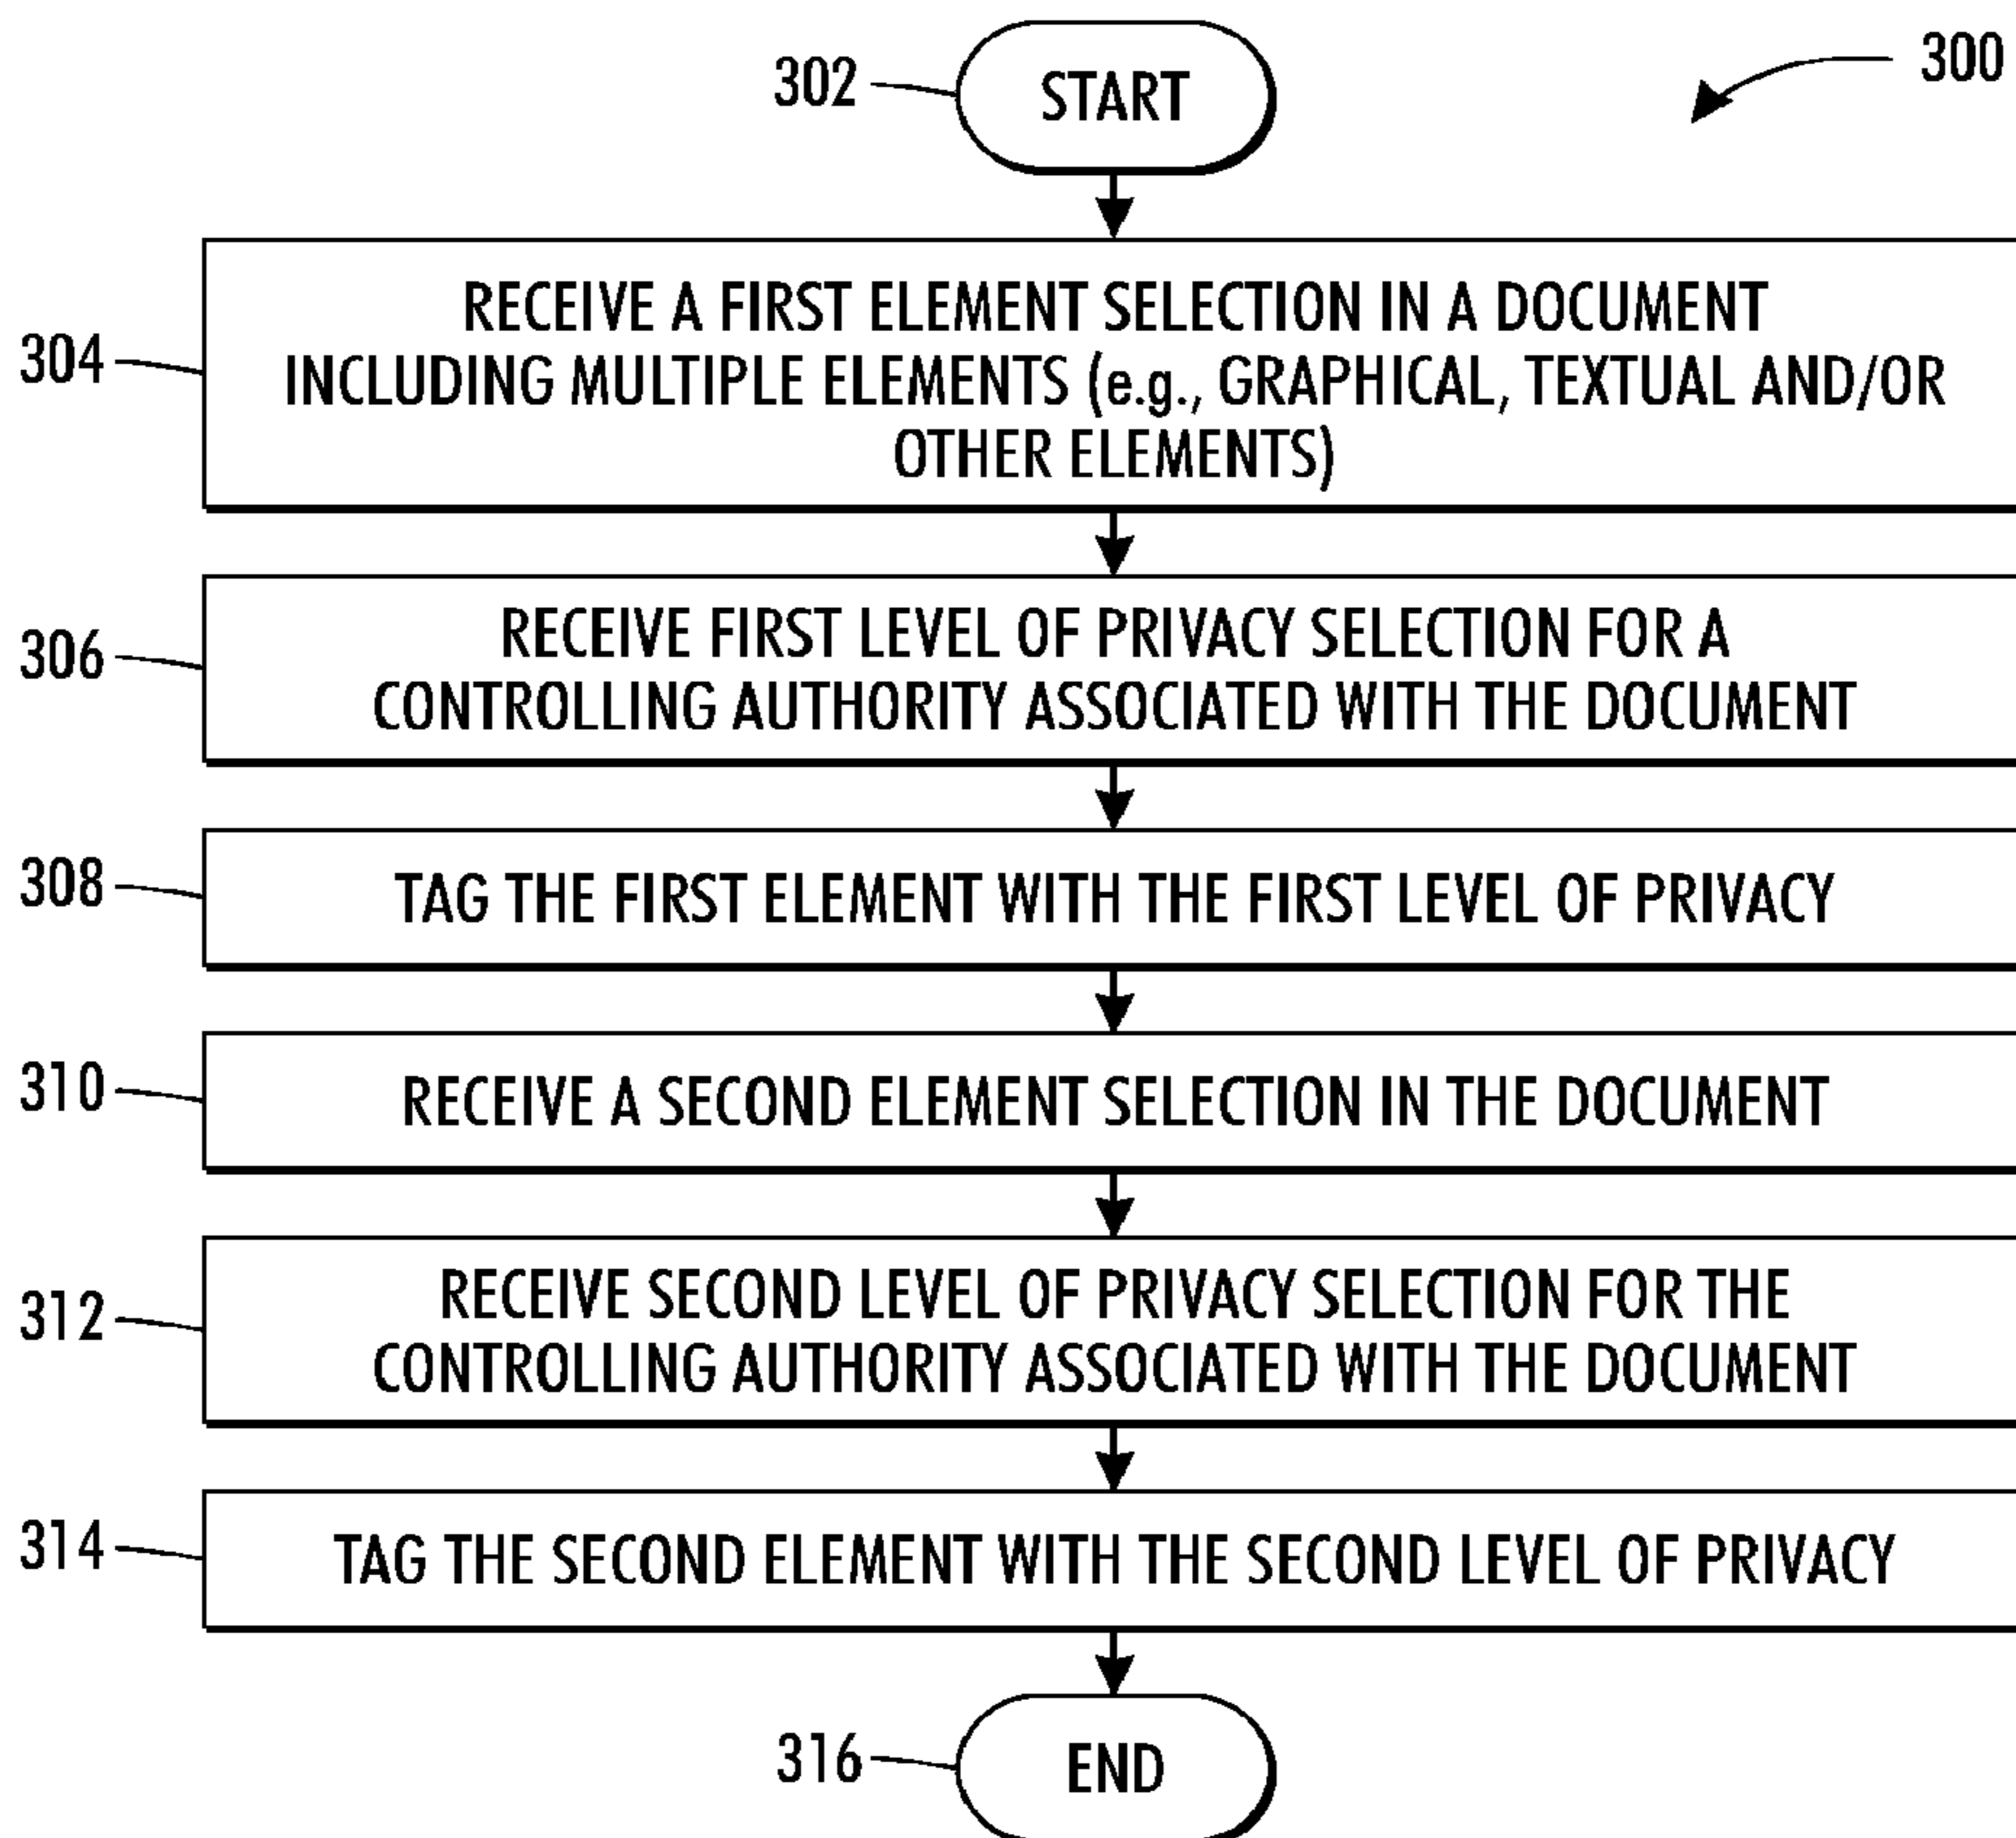 302
START
300
304
RECEIVE A FIRST ELEMENT SELECTION IN A DOCUMENT
INCLUDING MULTIPLE ELEMENTS (e.g., GRAPHICAL, TEXTUAL AND/OR
OTHER ELEMENTS)
306
RECEIVE FIRST LEVEL OF PRIVACY SELECTION FOR A
CONTROLLING AUTHORITY ASSOCIATED WITH THE DOCUMENT
308
TAG THE FIRST ELEMENT WITH THE FIRST LEVEL OF PRIVACY
310
RECEIVE A SECOND ELEMENT SELECTION IN THE DOCUMENT
312
RECEIVE SECOND LEVEL OF PRIVACY SELECTION FOR THE
CONTROLLING AUTHORITY ASSOCIATED WITH THE DOCUMENT
314
TAG THE SECOND ELEMENT WITH THE SECOND LEVEL OF PRIVACY
316
END